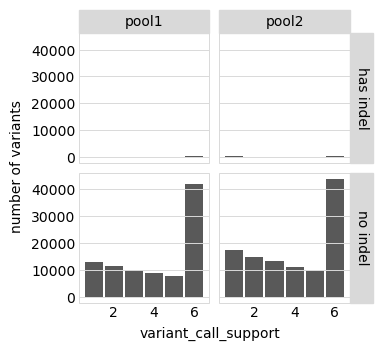 pool1 pool2
40000
30000
20000
10000
0
has indel
40000
30000
20000
10000
0
no indel
2 4 6 2 4 6
variant_call_support
number of variants